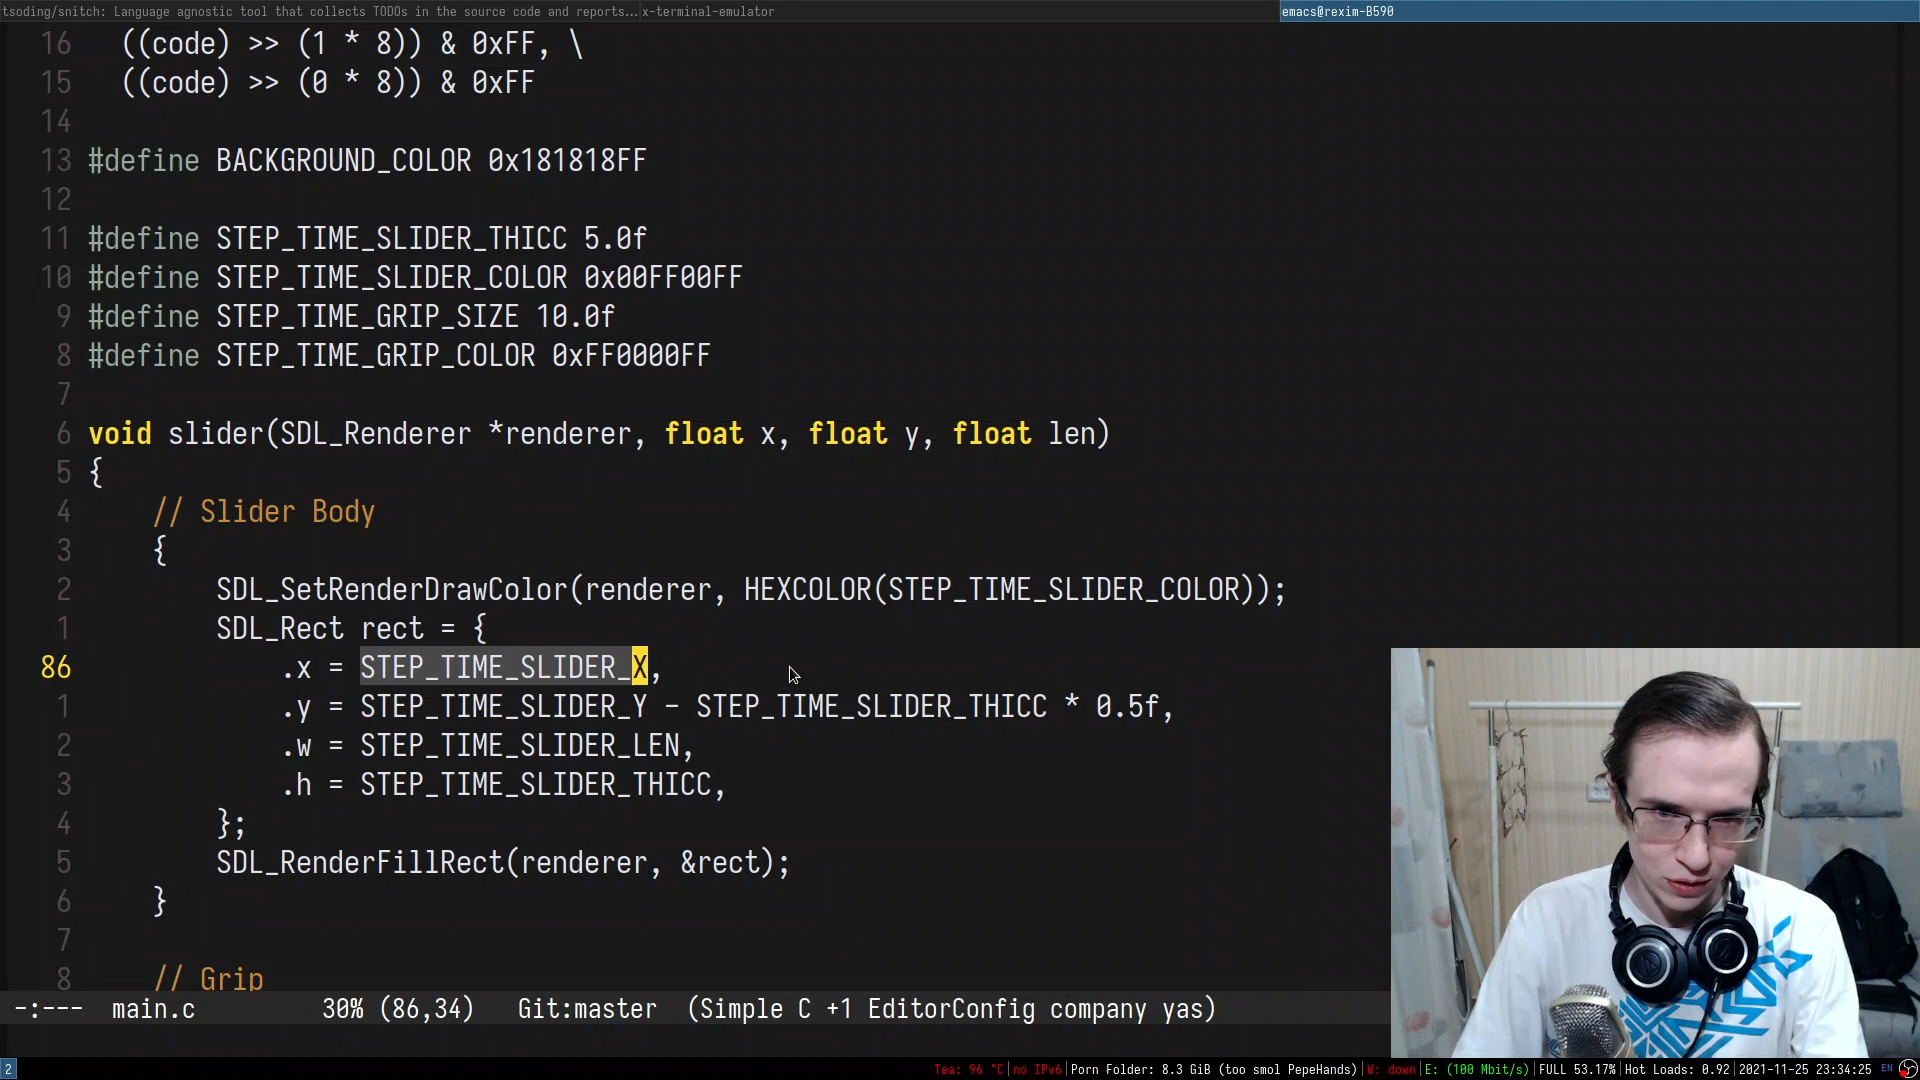 tsoding/snitch: Language agnostic tool that collects TODOs in the source code and reports... x-terminal-emulator emacs@rexim-B590
16 ((code) >> (1 * 8)) & 0xFF, \
15 ((code) >> (0 * 8)) & 0xFF
14
13 #define BACKGROUND_COLOR 0x181818FF
12
11 #define STEP_TIME_SLIDER_THICC 5.0f
10 #define STEP_TIME_SLIDER_COLOR 0x00FF00FF
9 #define STEP_TIME_GRIP_SIZE 10.0f
8 #define STEP_TIME_GRIP_COLOR 0xFF0000FF
7
6 void slider(SDL_Renderer *renderer, float x, float y, float len)
5 {
4 // Slider Body
3 {
2 SDL_SetRenderDrawColor(renderer, HEXCOLOR(STEP_TIME_SLIDER_COLOR));
1 SDL_Rect rect = {
86 .x = STEP_TIME_SLIDER_X,
1 .y = STEP_TIME_SLIDER_Y - STEP_TIME_SLIDER_THICC * 0.5f,
2 .w = STEP_TIME_SLIDER_LEN,
3 .h = STEP_TIME_SLIDER_THICC,
4 };
5 SDL_RenderFillRect(renderer, &rect);
6 }
7
8 // Grip
-:--- main.c 30% (86,34) Git:master (Simple C +1 EditorConfig company yas)
2 Tea: 96 °C|no IPv6|Porn Folder: 8.3 GiB (too smol PepeHands)|W: down|E: (100 Mbit/s)|FULL 53.17%|Hot Loads: 0.92|2021-11-25 23:34:25 EN